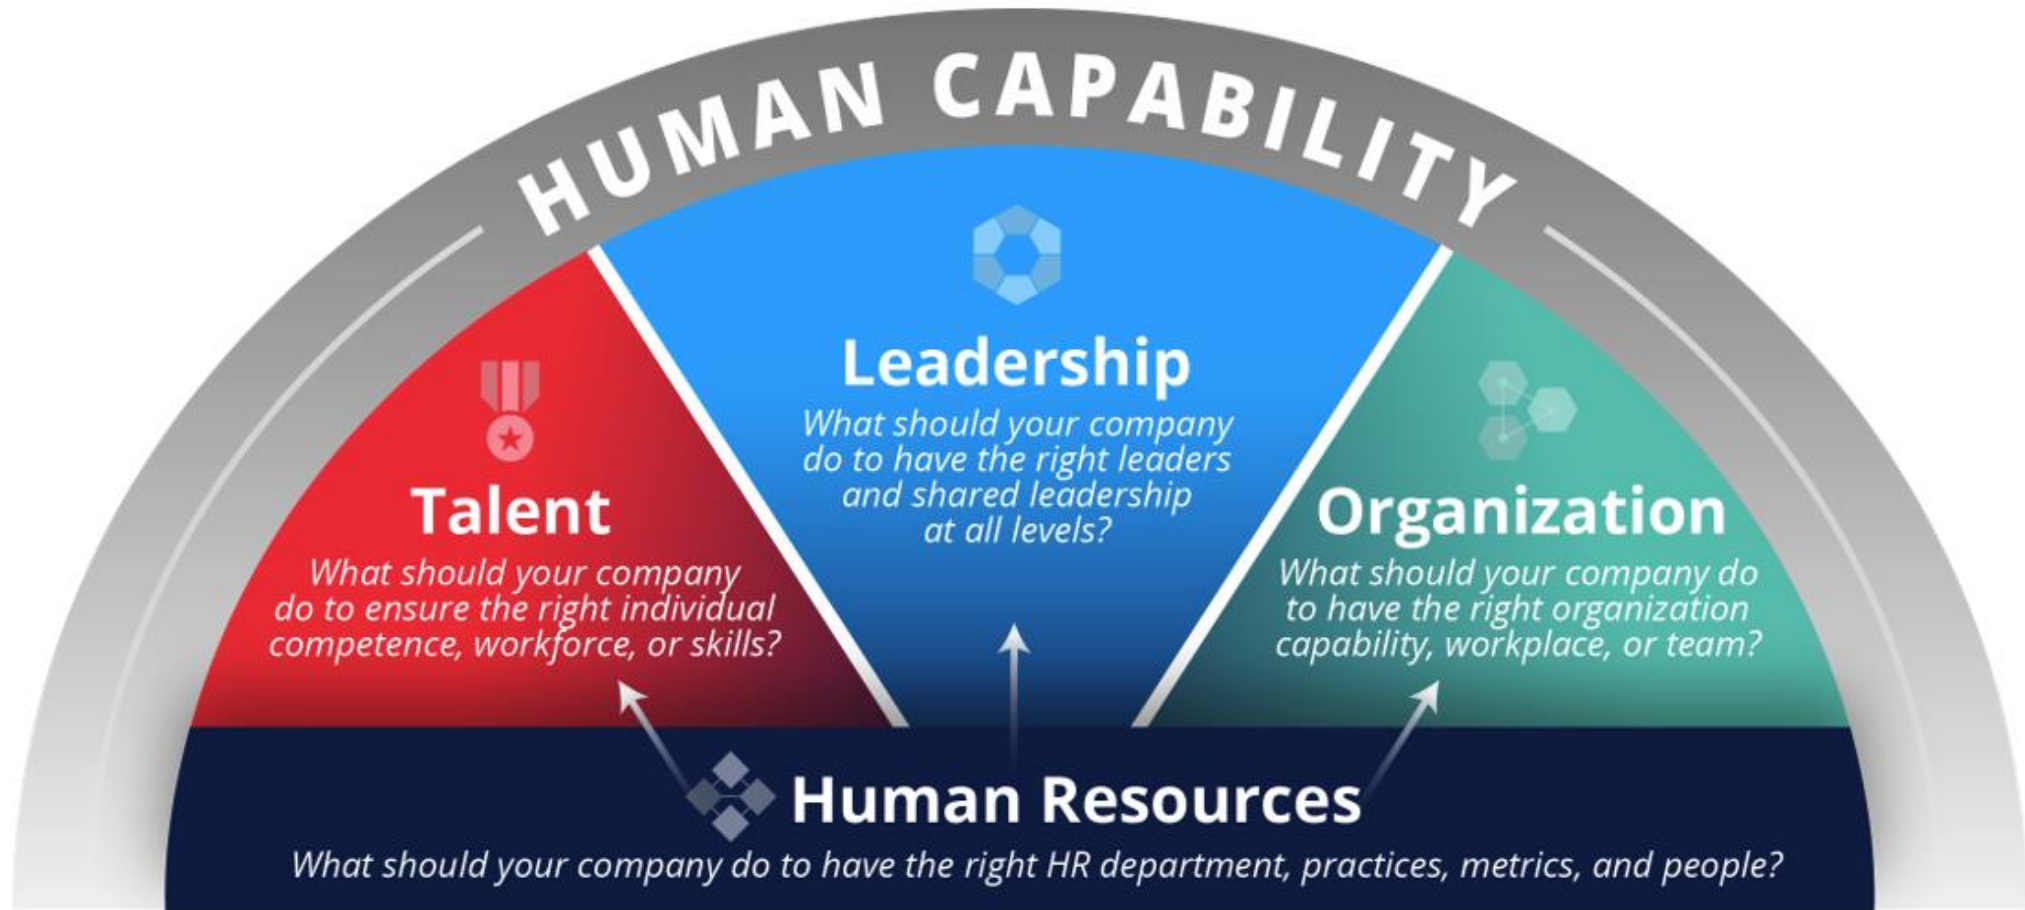 HUMAN CAPABILITY
Talent
What should your company
do to ensure the right individual
competence, workforce, or skills?
Leadership
What should your company
do to have the right leaders
and shared leadership
at all levels?
Organization
What should your company do
to have the right organization
capability, workplace, or team?
Human Resources
What should your company do to have the right HR department, practices, metrics, and people?